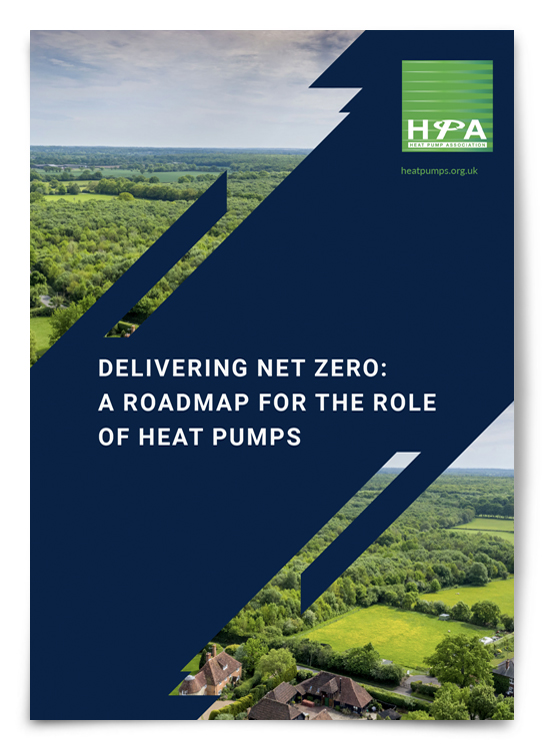 HPA
HEAT PUMP ASSOCIATION
heatpumps.org.uk
DELIVERING NET ZERO:
A ROADMAP FOR THE ROLE
OF HEAT PUMPS